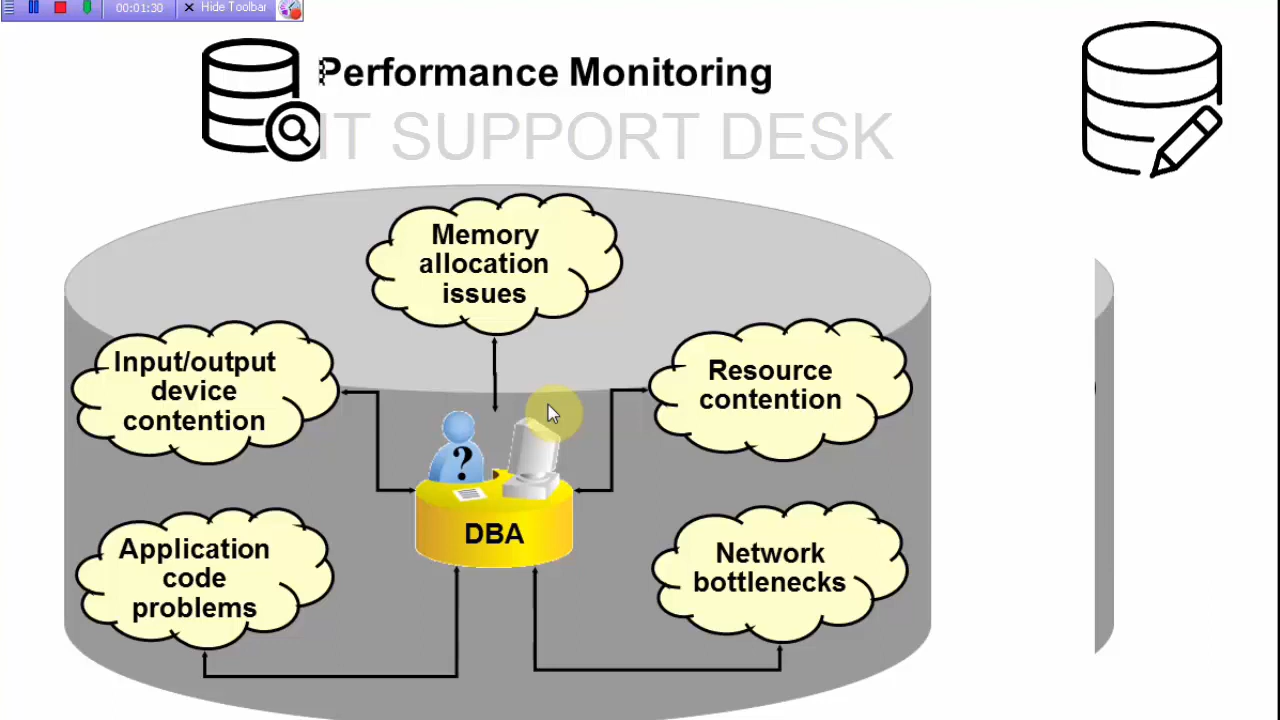 00:01:30 Hide Toolbar
Performance Monitoring
IT SUPPORT DESK
Memory
allocation
issues
Input/output
device
contention
Resource
contention
?
DBA
Application
code
problems
Network
bottlenecks